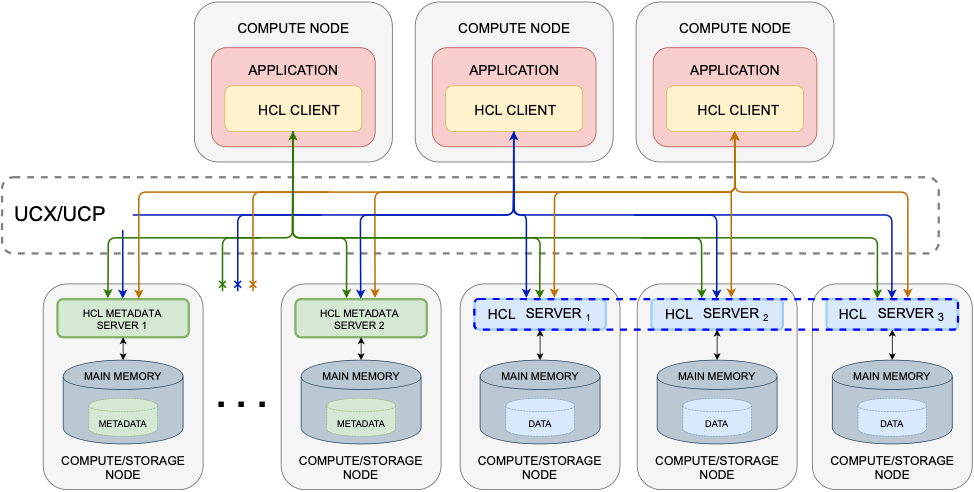 COMPUTE NODE
APPLICATION
HCL CLIENT
COMPUTE NODE
APPLICATION
HCL CLIENT
COMPUTE NODE
APPLICATION
HCL CLIENT
UCX/UCP
HCL METADATA
SERVER 1
MAIN MEMORY
METADATA
COMPUTE/STORAGE
NODE
. . .
HCL METADATA
SERVER 2
MAIN MEMORY
METADATA
COMPUTE/STORAGE
NODE
HCL SERVER 1
MAIN MEMORY
DATA
COMPUTE/STORAGE
NODE
HCL SERVER 2
MAIN MEMORY
DATA
COMPUTE/STORAGE
NODE
HCL SERVER 3
MAIN MEMORY
DATA
COMPUTE/STORAGE
NODE